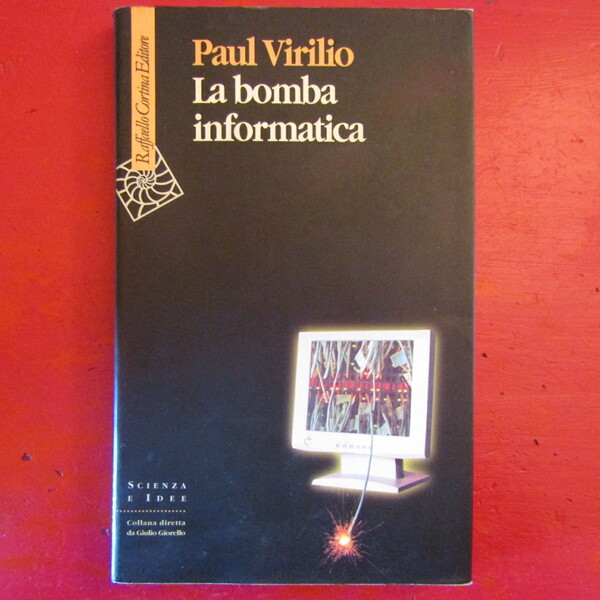 Raffaello Cortina Editore
Paul Virilio
La bomba
informatica
SCIENZA
E IDEE
Collana diretta
da Giulio Giorello